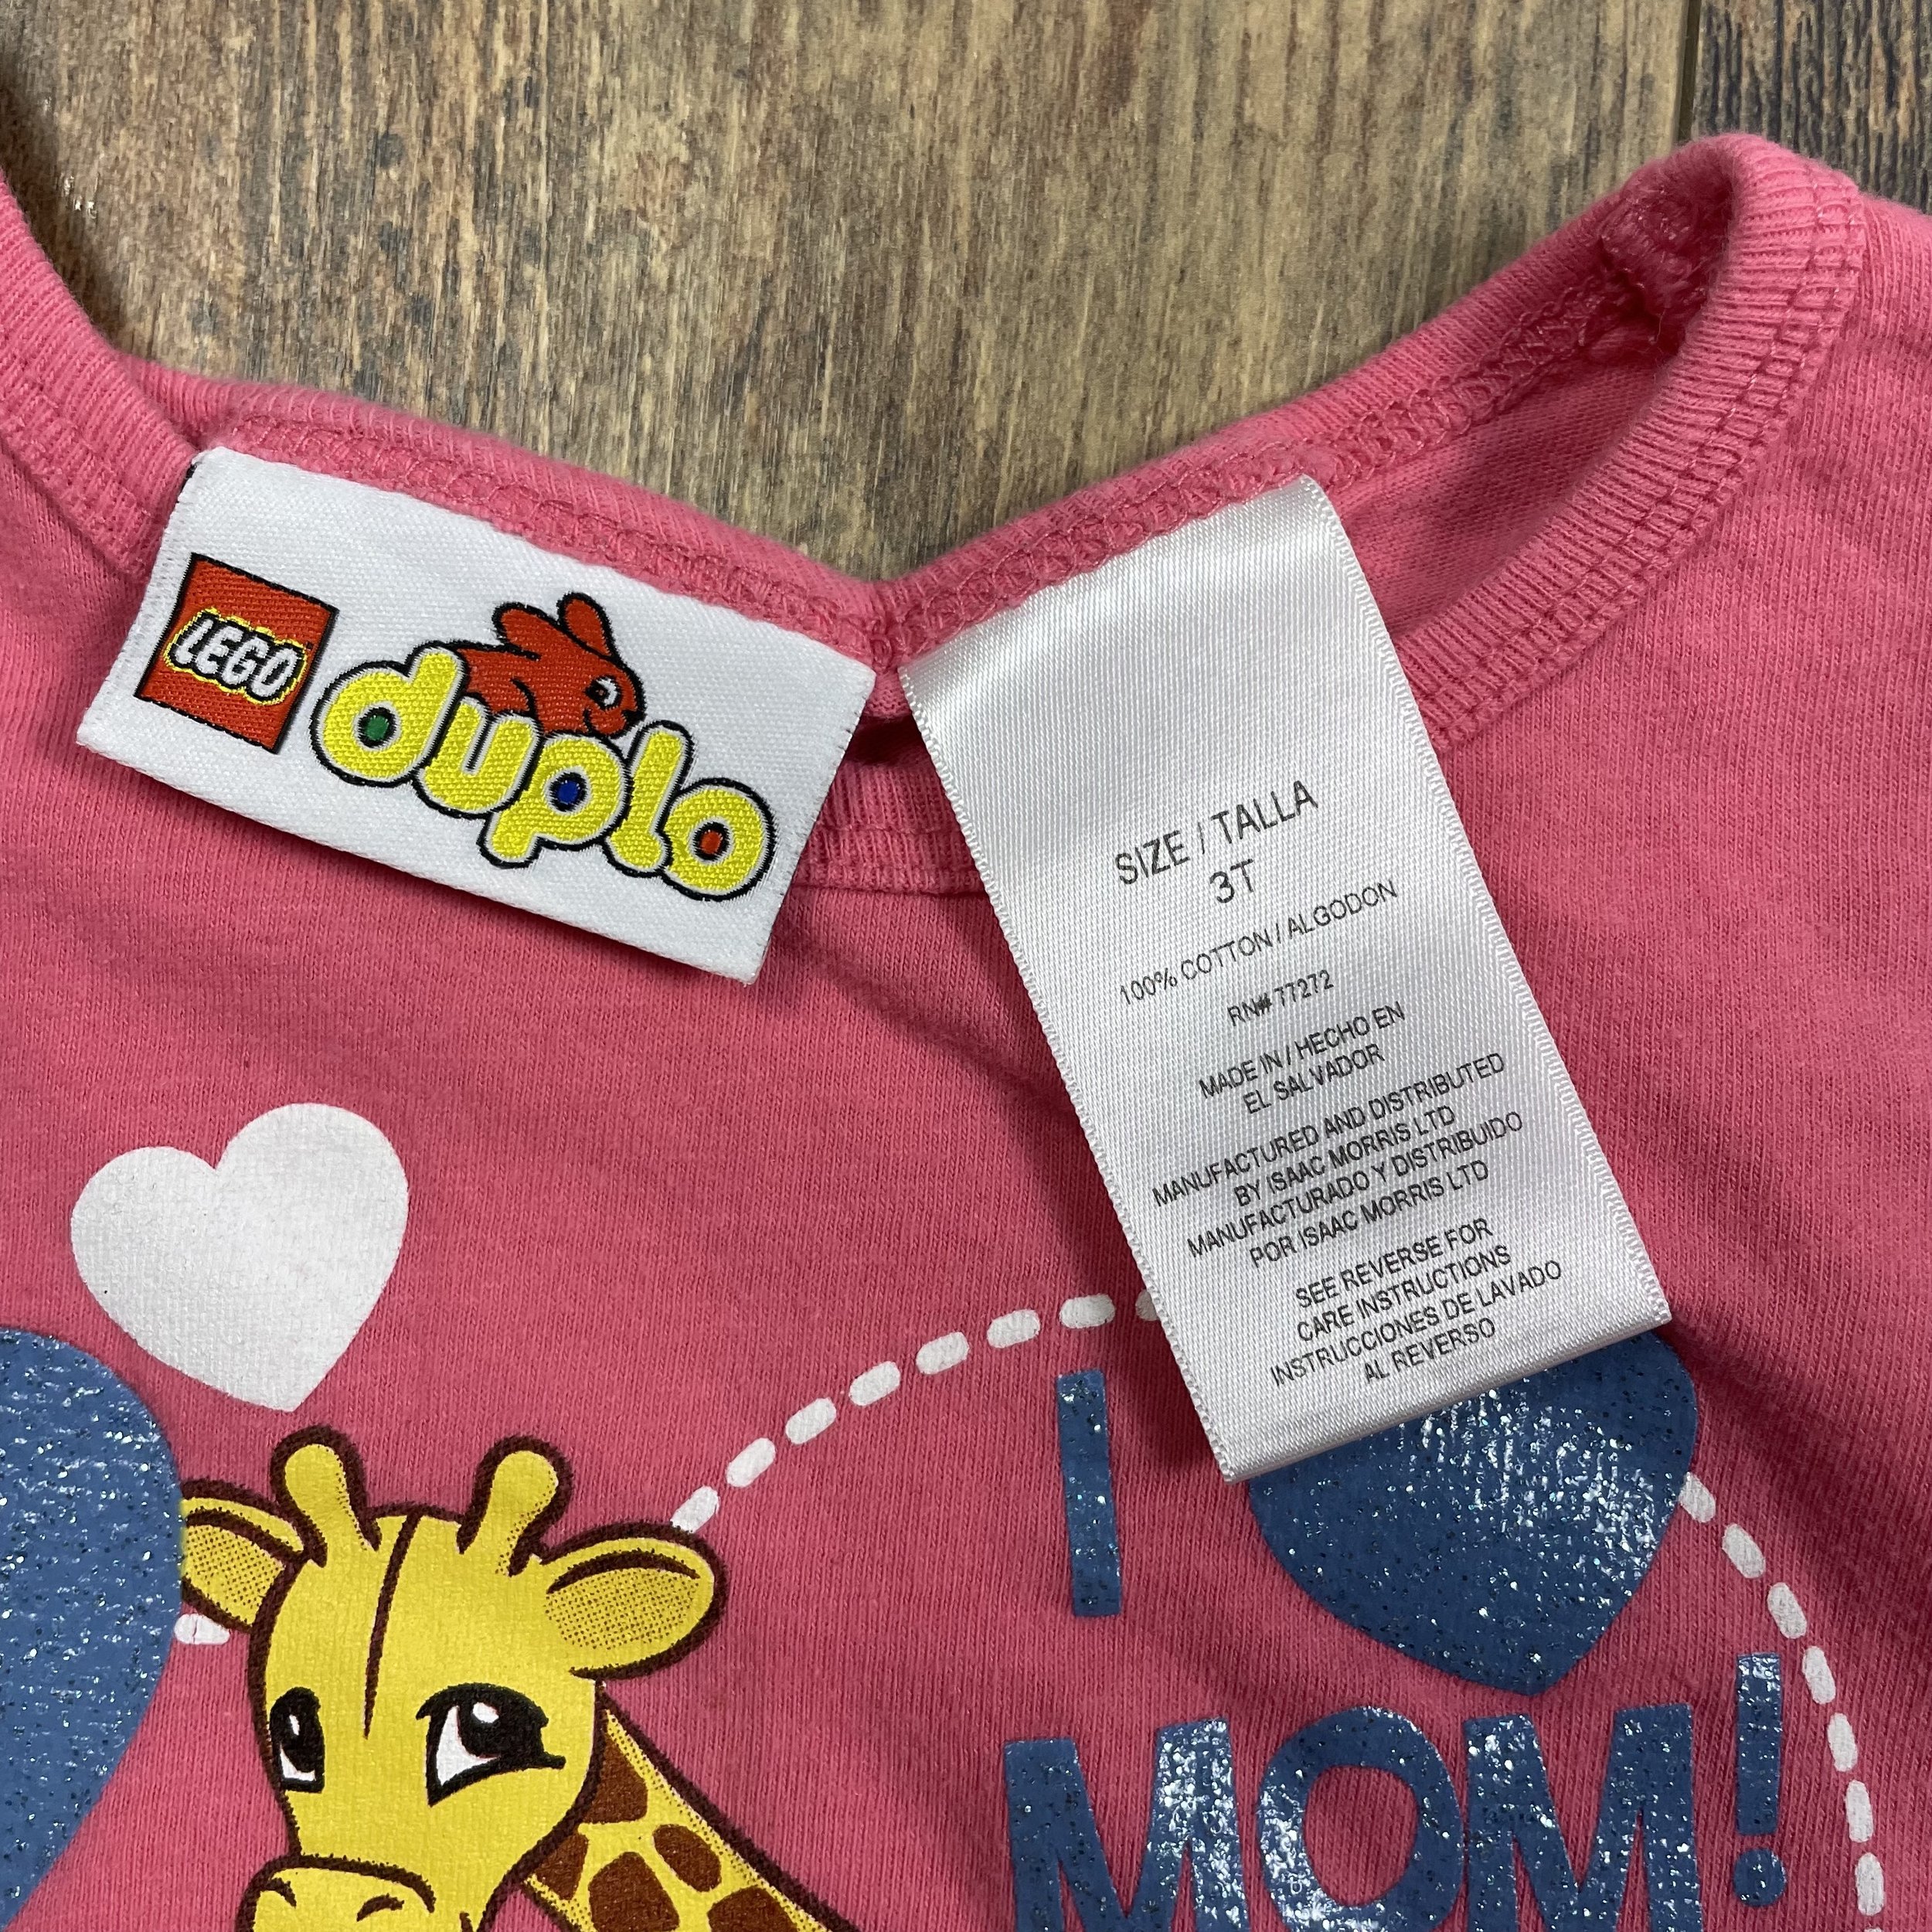 LEGO
duplo
SIZE / TALLA
3T
100% COTTON / ALGODON
RN# 77272
MADE IN / HECHO EN
EL SALVADOR
MANUFACTURED AND DISTRIBUTED
BY ISAAC MORRIS LTD
MANUFACTURADO Y DISTRIBUIDO
POR ISAAC MORRIS LTD
SEE REVERSE FOR
CARE INSTRUCTIONS
INSTRUCCIONES DE LAVADO
AL REVERSO
I
MOM!